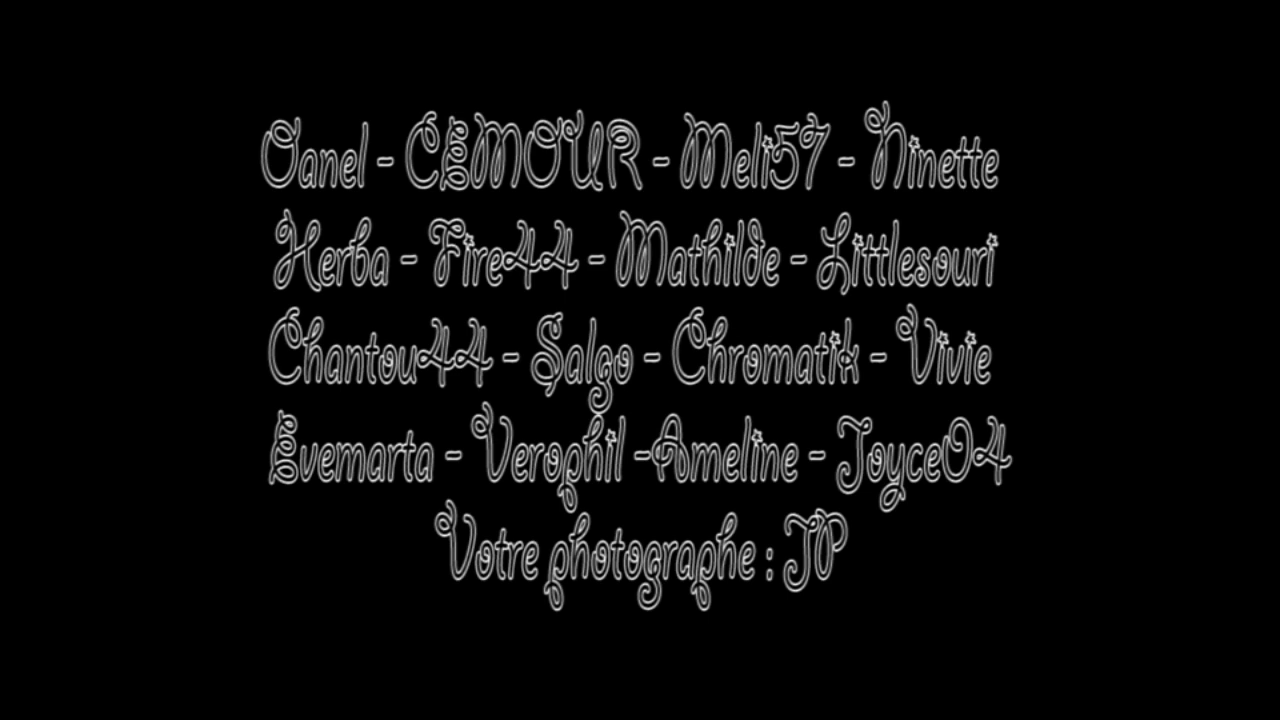 Oanel - CEMOUR - Meli57 - Ninette
Herba - Fire44 - Mathilde - Littlesouri
Chantou44 - Salgo - Chromatik - Vivie
Evemarta - Verophil -Ameline - Joyce04
Votre photographe : JP